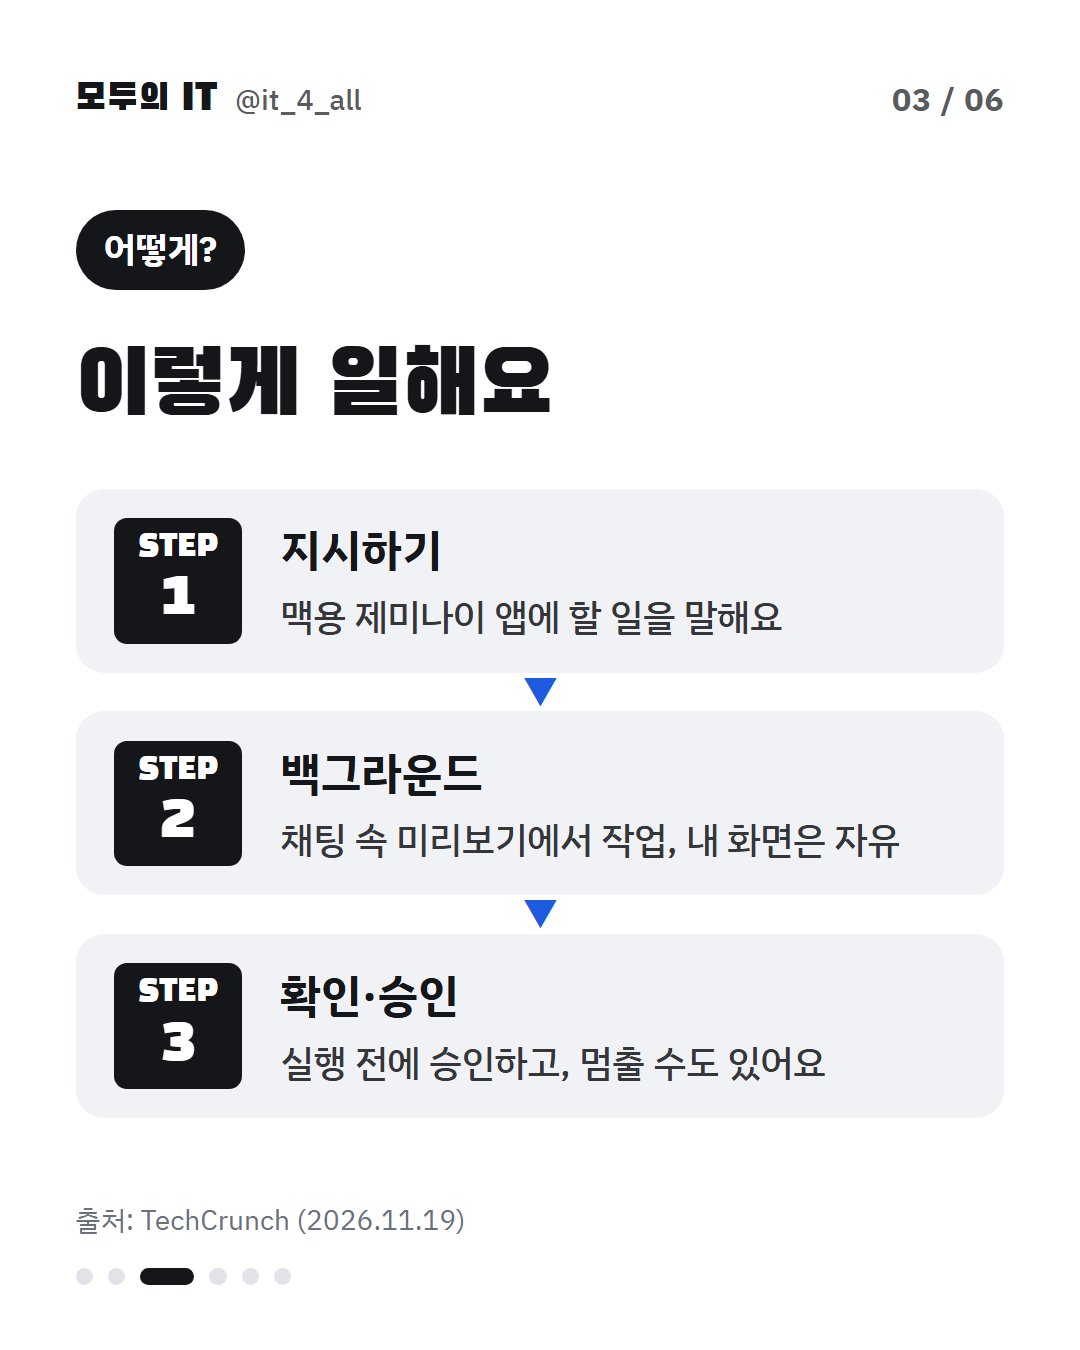 모두의 IT @it_4_all
03 / 06
어떻게?
이렇게 일해요
STEP
1
지시하기
맥용 제미나이 앱에 할 일을 말해요
STEP
2
백그라운드
채팅 속 미리보기에서 작업, 내 화면은 자유
STEP
3
확인·승인
실행 전에 승인하고, 멈출 수도 있어요
출처: TechCrunch (2026.11.19)